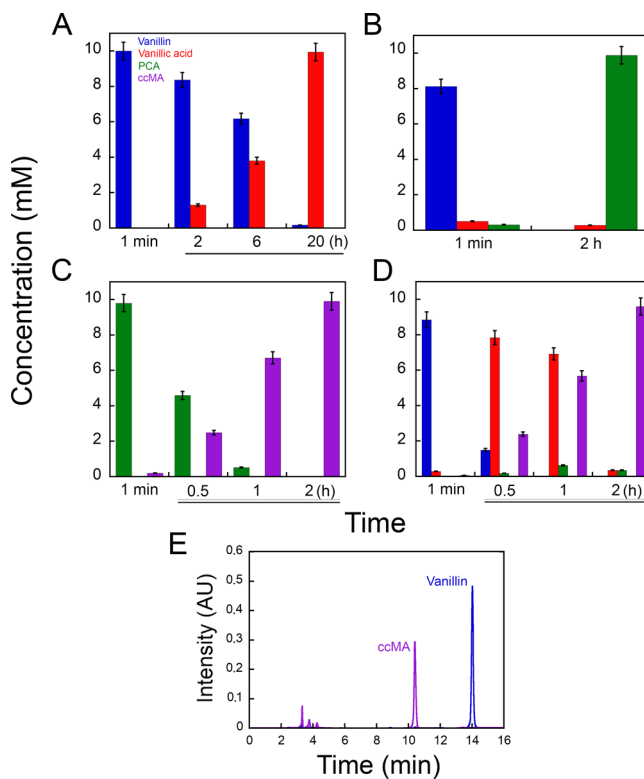 A
B
Vanillin
Vanillic acid
PCA
ccMA
10
8
6
4
2
0
1 min
2
6
20 (h)
10
8
6
4
2
0
1 min
2 h
Concentration (mM)
C
D
10
8
6
4
2
0
1 min
0.5
1
2 (h)
10
8
6
4
2
0
1 min
0.5
1
2 (h)
Time
E
0,6
0,5
0,4
0,3
0,2
0,1
0
Intensity (AU)
Vanillin
ccMA
0 2 4 6 8 10 12 14 16
Time (min)